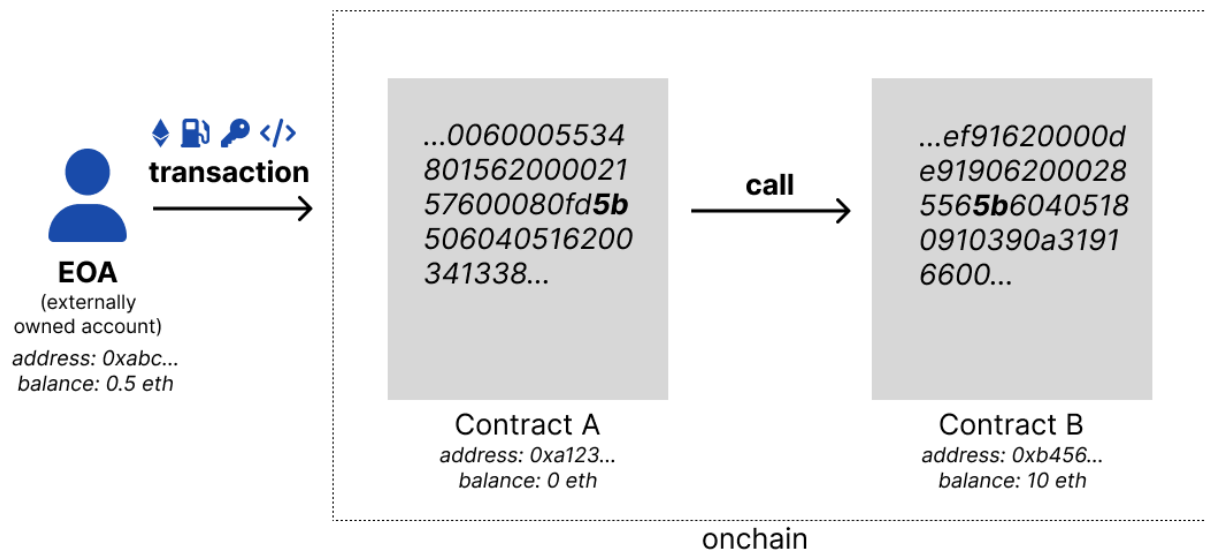 transaction
EOA
(externally
owned account)
address: 0xabc...
balance: 0.5 eth
...0060005534
801562000021
57600080fd5b
506040516200
341338...
Contract A
address: 0xa123...
balance: 0 eth
call
...ef91620000d
e91906200028
5565b6040518
0910390a3191
6600...
Contract B
address: 0xb456...
balance: 10 eth
onchain